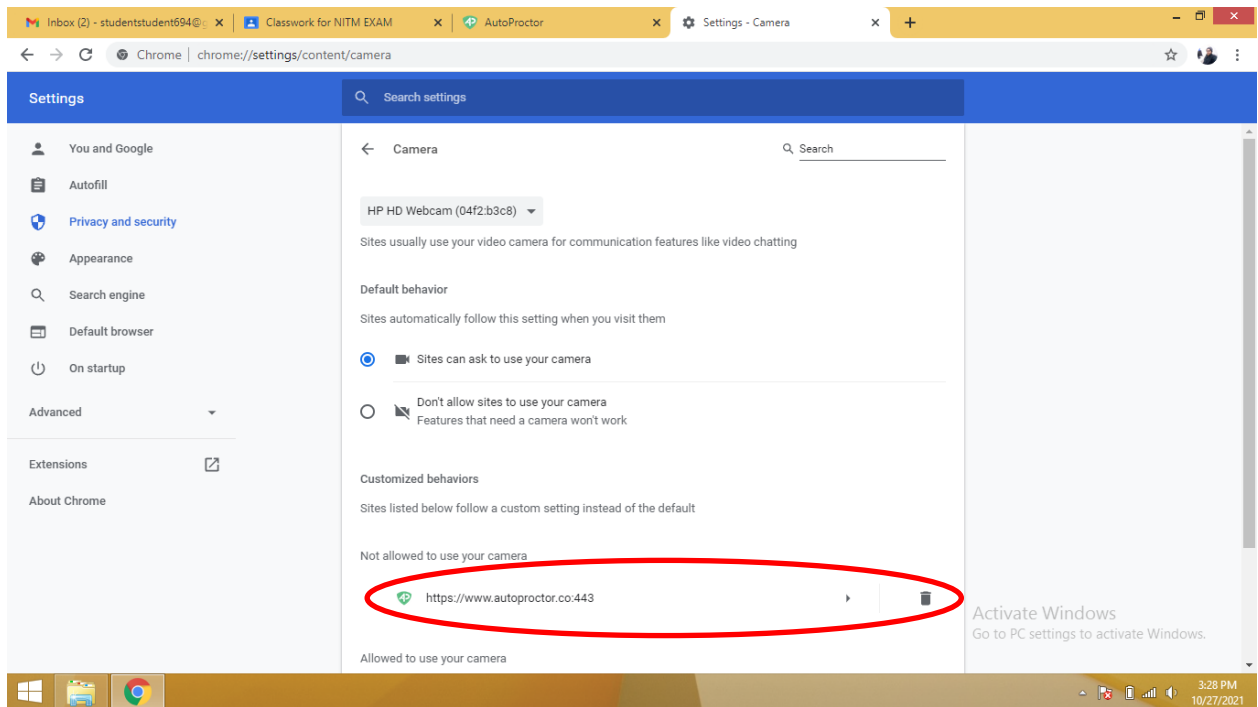 Inbox (2) - studentstudent694@g
Classwork for NITM EXAM
AutoProctor
Settings - Camera
Chrome | chrome://settings/content/camera
Settings
Search settings
You and Google
Autofill
Privacy and security
Appearance
Search engine
Default browser
On startup
Advanced
Extensions
About Chrome
Camera
Search
HP HD Webcam (04f2:b3c8)
Sites usually use your video camera for communication features like video chatting
Default behavior
Sites automatically follow this setting when you visit them
Sites can ask to use your camera
Don't allow sites to use your camera
Features that need a camera won't work
Customized behaviors
Sites listed below follow a custom setting instead of the default
Not allowed to use your camera
AP
https://www.autoproctor.co:443
Allowed to use your camera
Activate Windows
Go to PC settings to activate Windows.
3:28 PM
10/27/2021